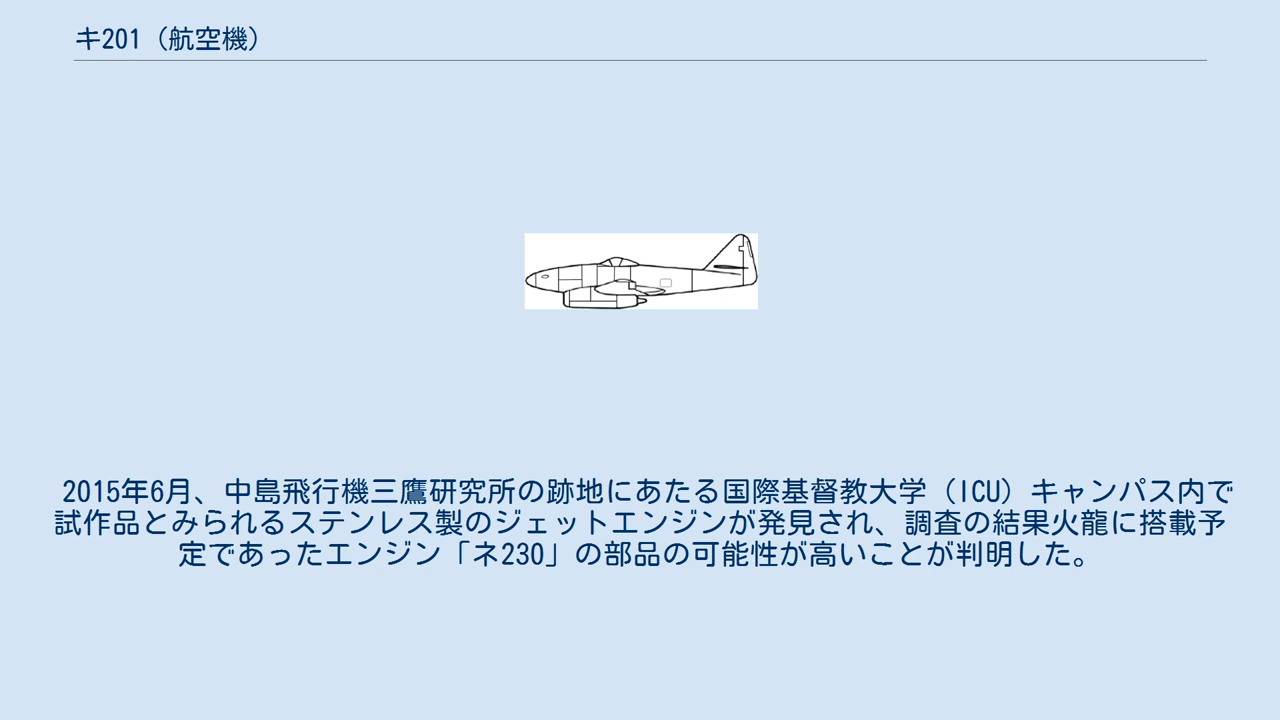 キ201（航空機）
2015年6月、中島飛行機三鷹研究所の跡地にあたる国際基督教大学（ICU）キャンパス内で
試作品とみられるステンレス製のジェットエンジンが発見され、調査の結果火龍に搭載予
定であったエンジン「ネ230」の部品の可能性が高いことが判明した。